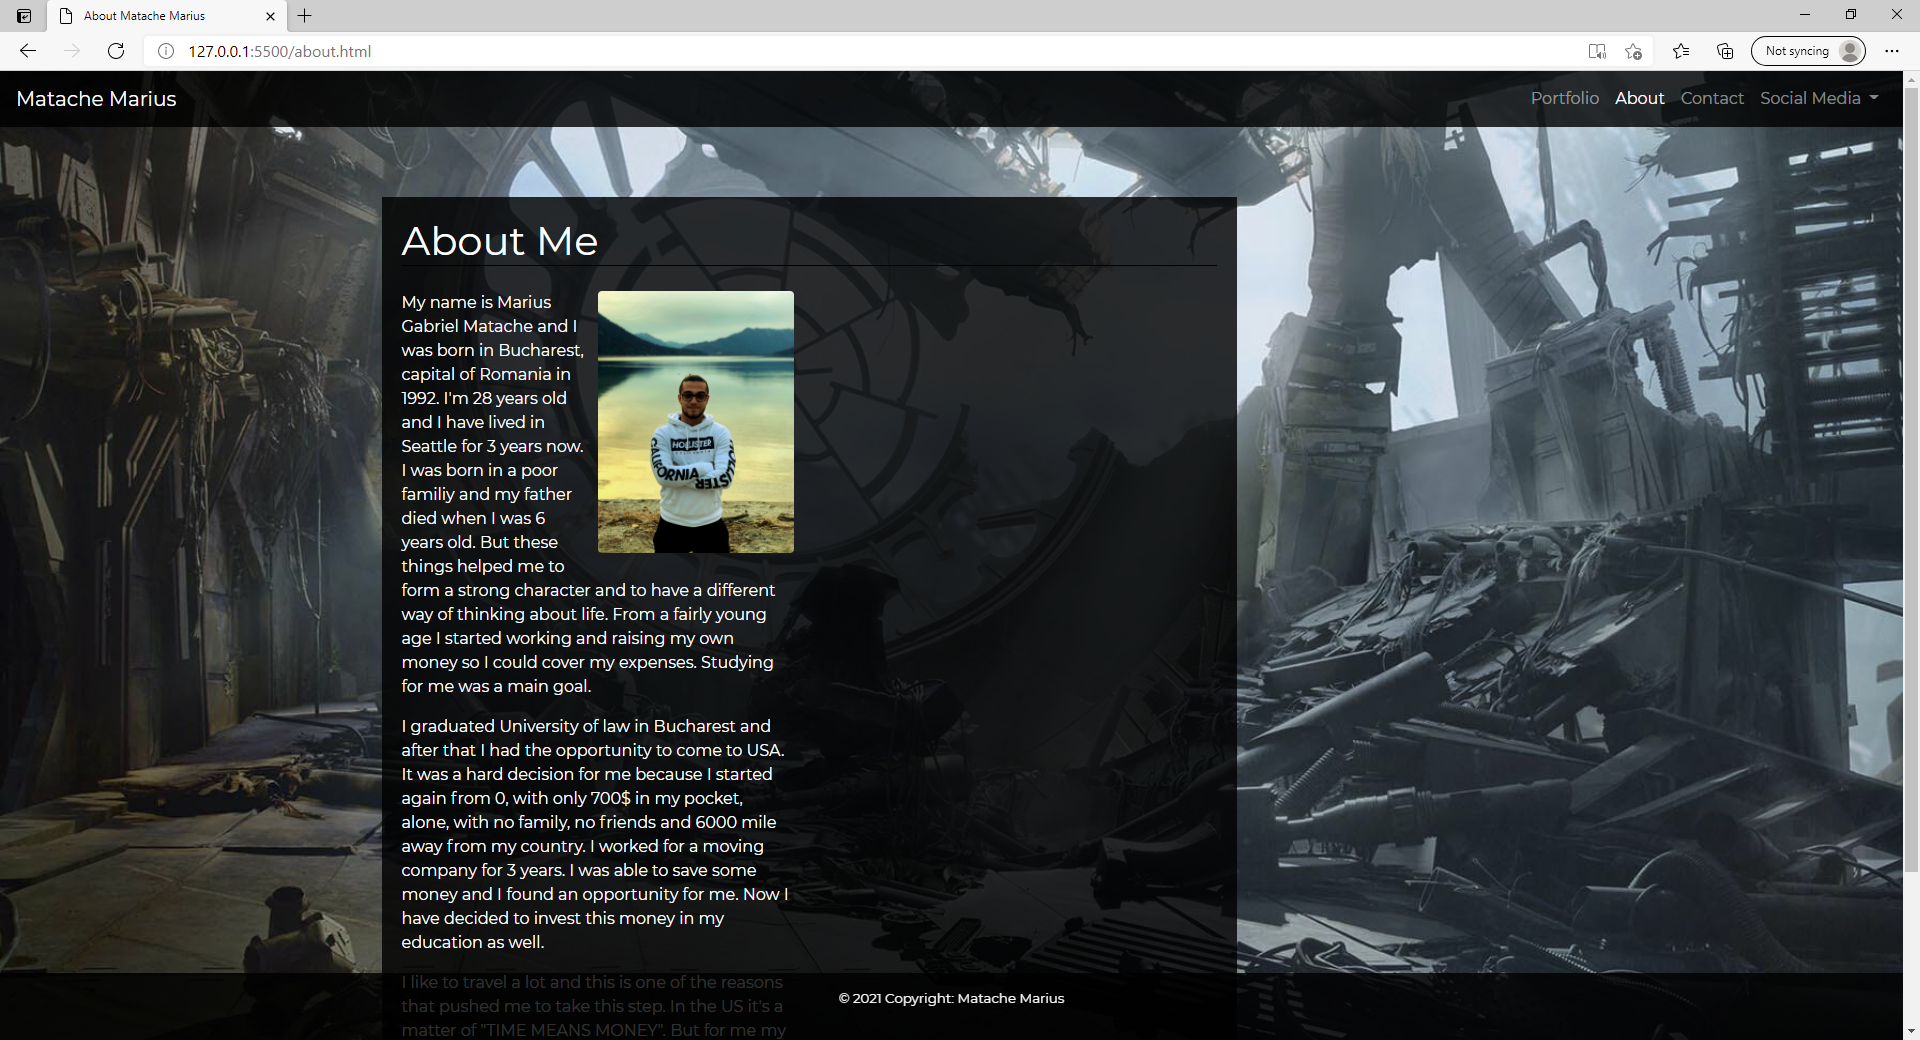 About Matache Marius
127.0.0.1:5500/about.html
Not syncing
Matache Marius
Portfolio About Contact Social Media
About Me
My name is Marius
Gabriel Matache and I
was born in Bucharest,
capital of Romania in
1992. I'm 28 years old
and I have lived in
Seattle for 3 years now.
I was born in a poor
familiy and my father
died when I was 6
years old. But these
things helped me to
form a strong character and to have a different
way of thinking about life. From a fairly young
age I started working and raising my own
money so I could cover my expenses. Studying
for me was a main goal.
HOLLISTER
CALIFORNIA
I graduated University of law in Bucharest and
after that I had the opportunity to come to USA.
It was a hard decision for me because I started
again from 0, with only 700$ in my pocket,
alone, with no family, no friends and 6000 mile
away from my country. I worked for a moving
company for 3 years. I was able to save some
money and I found an opportunity for me. Now I
have decided to invest this money in my
education as well.
I like to travel a lot and this is one of the reasons
that pushed me to take this step. In the US it's a
matter of "TIME MEANS MONEY". But for me my
© 2021 Copyright: Matache Marius